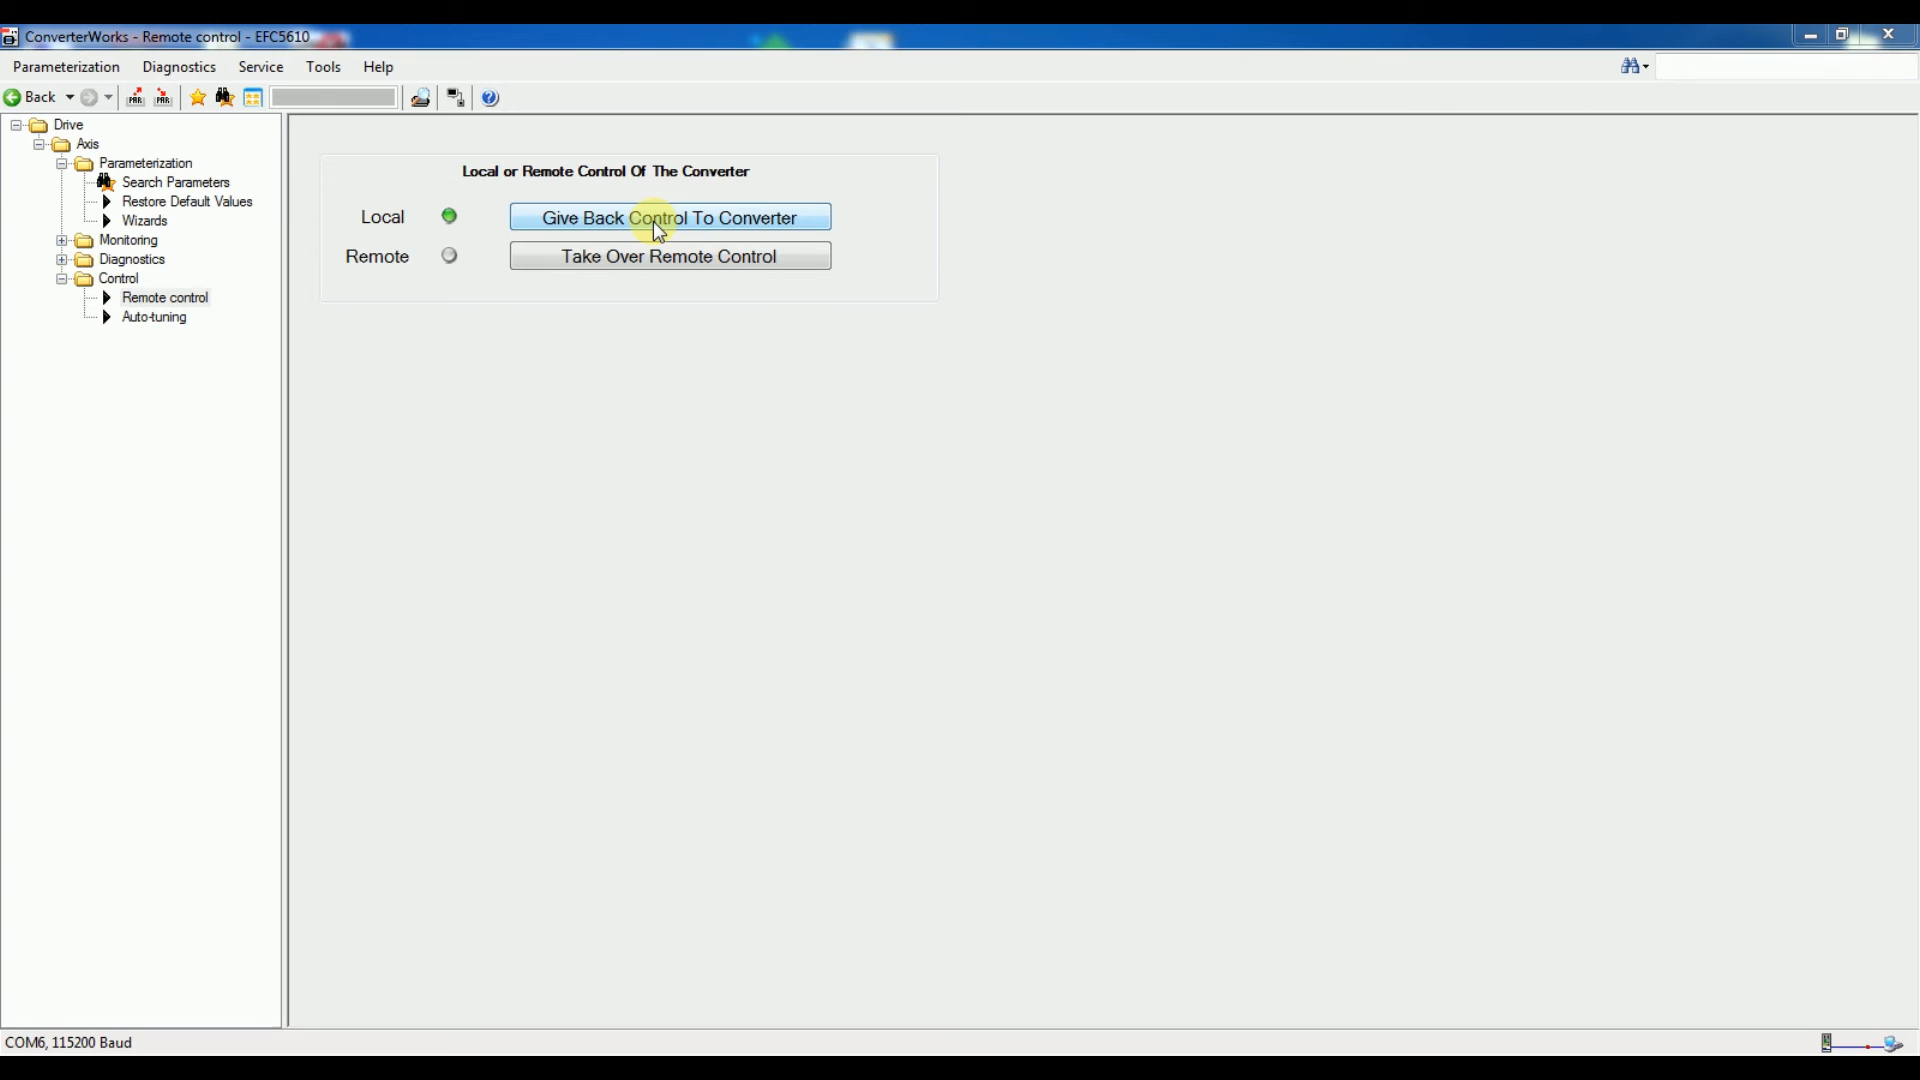 ConverterWorks - Remote control - EFC5610
Parameterization Diagnostics Service Tools Help
Back PAR PAR
Drive
Axis
Parameterization
Search Parameters
Restore Default Values
Wizards
Monitoring
Diagnostics
Control
Remote control
Auto-tuning
Local or Remote Control Of The Converter
Local Give Back Control To Converter
Remote Take Over Remote Control
COM6, 115200 Baud